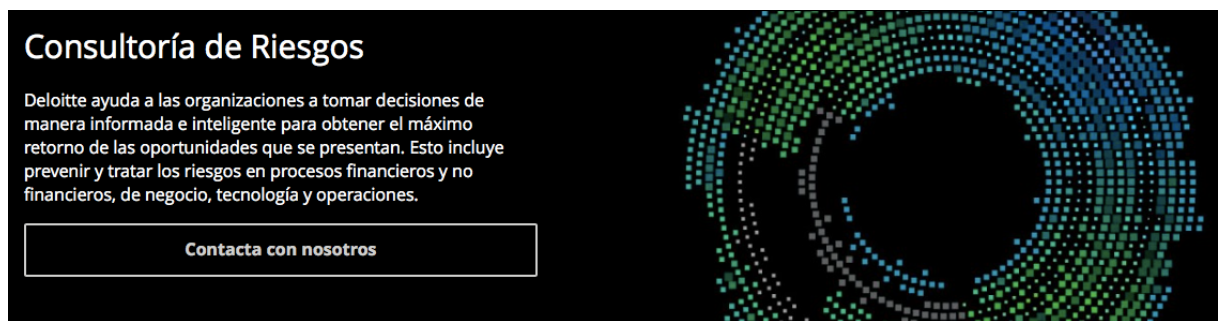 Consultoría de Riesgos
Deloitte ayuda a las organizaciones a tomar decisiones de
manera informada e inteligente para obtener el máximo
retorno de las oportunidades que se presentan. Esto incluye
prevenir y tratar los riesgos en procesos financieros y no
financieros, de negocio, tecnología y operaciones.
Contacta con nosotros